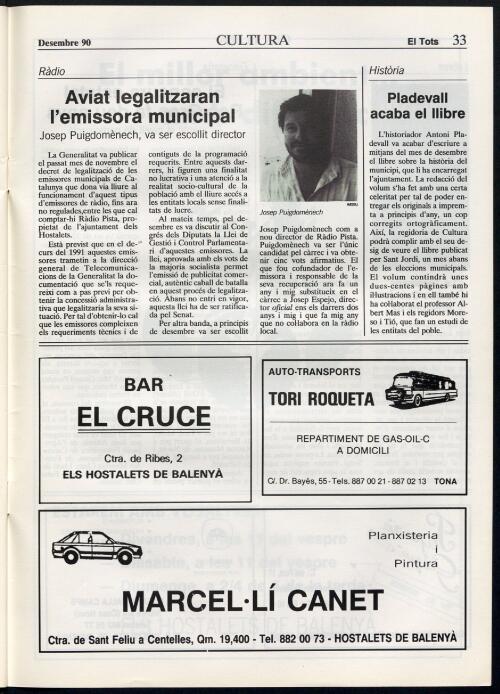 Desembre 90
CULTURA
El Tots 33
Ràdio
Aviat legalitzaran
l'emissora municipal
Josep Puigdomènech, va ser escollit director
La Generalitat va publicar
el passat mes de novembre el
decret de legalització de les
emissores municipals de Ca-
talunya que dona via lliure al
funcionament d'aquest tipus
d'emissores de ràdio, fins ara
no regulades,entre les que cal
comptar-hi Ràdio Pista, pro-
pietat de l'ajuntament dels
Hostalets.
Està previst que en el de-
curs del 1991 aquestes emis-
sores trametin a la direcció
general de Telecomunica-
cions de la Generalitat la do-
cumentació que se'ls reque-
reixi com a pas previ per ob-
tenir la concessió administra-
tiva que legalitzaria la seva si-
tuació. Per tal d'obtenir-lo cal
que les emissores compleixen
els requeriments tècnics i de
contiguts de la programació
requerits. Entre aquests dar-
rers, hi figuren una finalitat
no lucrativa i una atenció a la
realitat socio-cultural de la
població amb el lliure accés a
les entitats locals sense finali-
tats de lucre.
Al mateix temps, pel de-
sembre es va discutir al Con-
grés dels Diputats la Llei de
Gestió i Control Parlamenta-
ri d'aquestes emissores. La
llei, aprovada amb els vots de
la majoria socialista permet
l'emissió de publicitat comer-
cial, autèntic caball de batalla
en aquest procés de legalitza-
ció. Abans no entri en vigor,
aquesta llei ha de ser ratifica-
da pel Senat.
Per altra banda, a principis
de desembre va ser escollit
ARXIU
Josep Puigdomènech
Josep Puigdomènech com a
nou director de Ràdio Pista.
Puigdomènech va ser l'únic
candidat pel càrrec i va obte-
nir cinc vots afirmatius. El
que fou cofundador de l'e-
missora i responsable de la
seva recuperació ara fa un
any i mig substitueix en el
càrrec a Josep Espejo, direc-
tor oficial ens els darrers dos
anys i mig i que fa mig any
que no col·labora en la ràdio
local.
Història
Pladevall
acaba el llibre
L'historiador Antoni Pla-
devall va acabar d'escriure a
mitjans del mes de desembre
el llibre sobre la història del
municipi, que li ha encarregat
l'ajuntament. La redacció del
volum s'ha fet amb una certa
celeritat per tal de poder en-
tregar els originals a impremp-
ta a principis d'any, un cop
corregits ortogràficament.
Així, la regidoria de Cultura
podrà complir amb el seu de-
sig de veure el llibre publicat
per Sant Jordi, un mes abans
de les eleccions municipals.
El volum contindrà unes
dues-centes pàgines amb
il·lustracions i en ell també hi
ha col·laborat el professor Al-
bert Mas i els regidors More-
so i Tió, que fan un estudi de
les entitats del poble.
BAR
EL CRUCE
Ctra. de Ribes, 2
ELS HOSTALETS DE BALENYÀ
AUTO-TRANSPORTS
TORI ROQUETA
REPARTIMENT DE GAS-OIL-C
A DOMICILI
C/. Dr. Bayés, 55 - Tels. 887 00 21 - 887 02 13 TONA
Planxisteria
i
Pintura
MARCEL·LÍ CANET
Ctra. de Sant Feliu a Centelles, Qm. 19,400 - Tel. 882 00 73 - HOSTALETS DE BALENYÀ